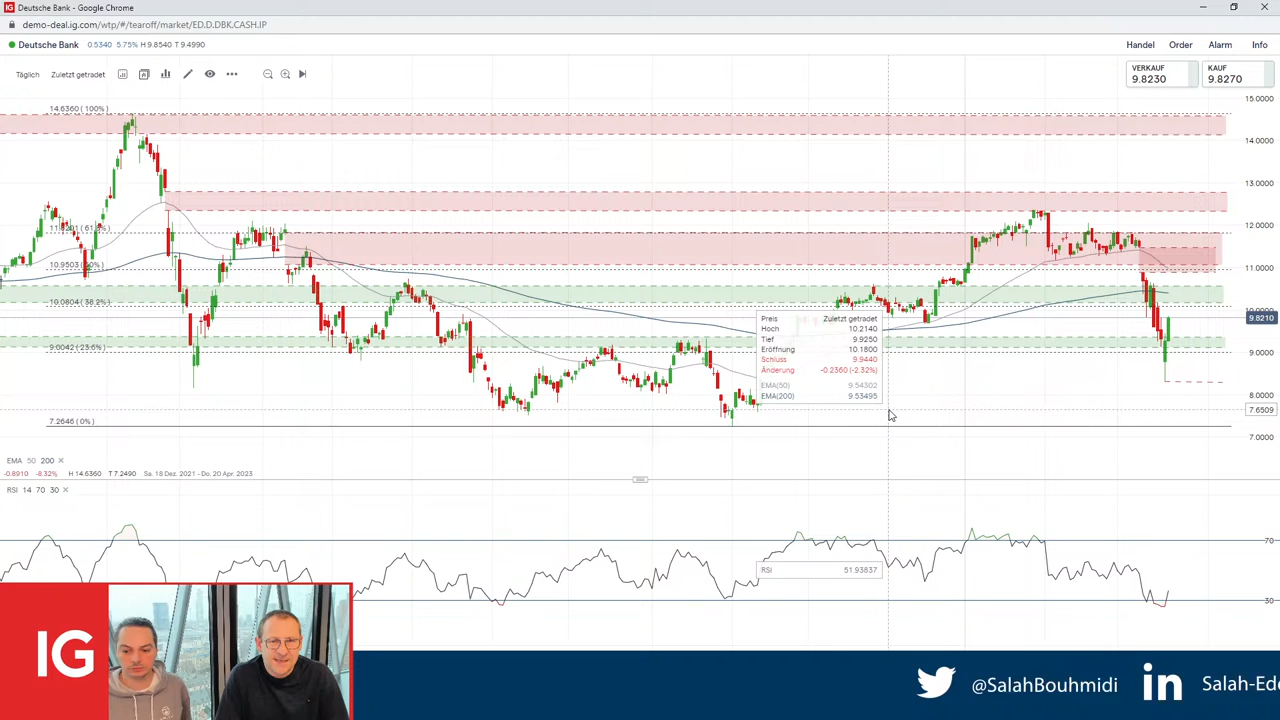 IG Deutsche Bank - Google Chrome
demo-deal.ig.com/wtp/#/tearoff/market/ED.D.DBK.CASH.IP
Deutsche Bank 0.5340 5.75% H 9.8540 T 9.4990 Handel Order Alarm Info
Täglich Zuletzt getradet
VERKAUF
9.8230
KAUF
9.8270
14.6360 ( 100% )
10.9503 (50%)
10.0804 ( 38.2% )
9.0042 ( 23.6% )
7.2646 ( 0% )
15.0000
14.0000
13.0000
12.0000
11.0000
9.8210
9.0000
8.0000
7.6509
7.0000
Preis Zuletzt getradet
Hoch 10.2140
Tief 9.9250
Eröffnung 10.1800
Schluss 9.9440
Änderung -0.2360 (-2.32%)
EMA(50) 9.54302
EMA(200) 9.53495
EMA 50 200
-0.8910 -8.32% H 14.6360 T 7.2490 Sa. 18 Dez. 2021 - Do, 20 Apr. 2023
RSI 14 70 30
70
RSI 51.93837
30
IG
@SalahBouhmidi
in